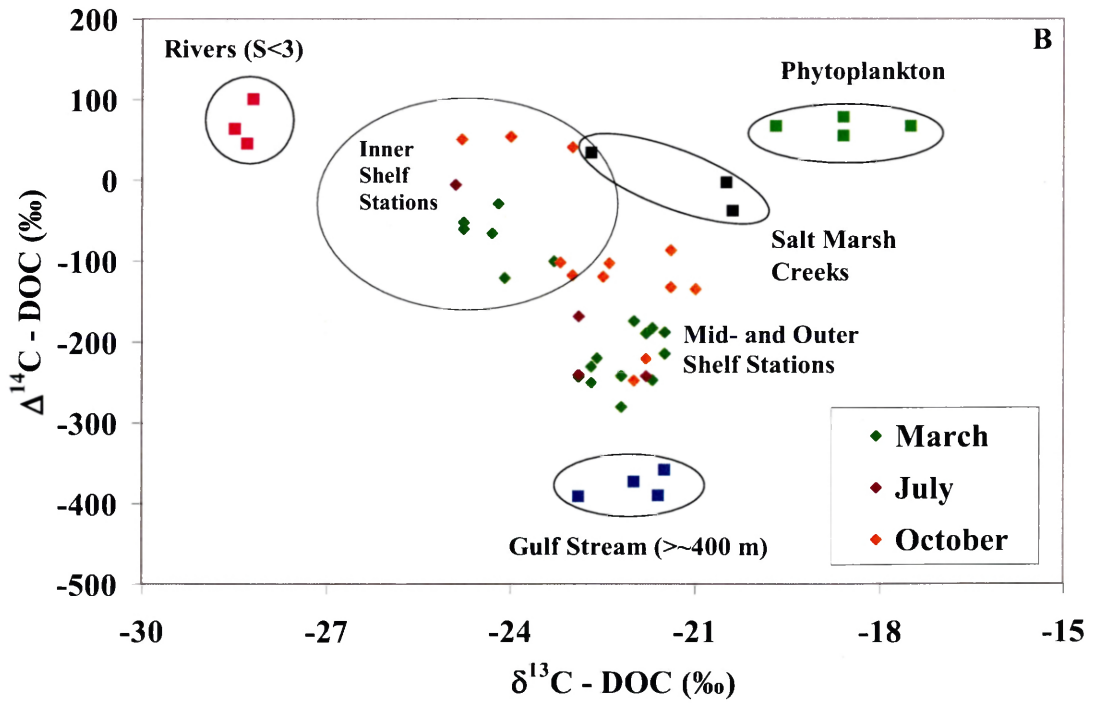 B
Rivers (S<3)
Phytoplankton
Inner
Shelf
Stations
Salt Marsh
Creeks
Mid- and Outer
Shelf Stations
Gulf Stream (>~400 m)
March
July
October
200
100
0
-100
-200
-300
-400
-500
Δ¹⁴C - DOC (‰)
-30 -27 -24 -21 -18 -15
δ¹³C - DOC (‰)